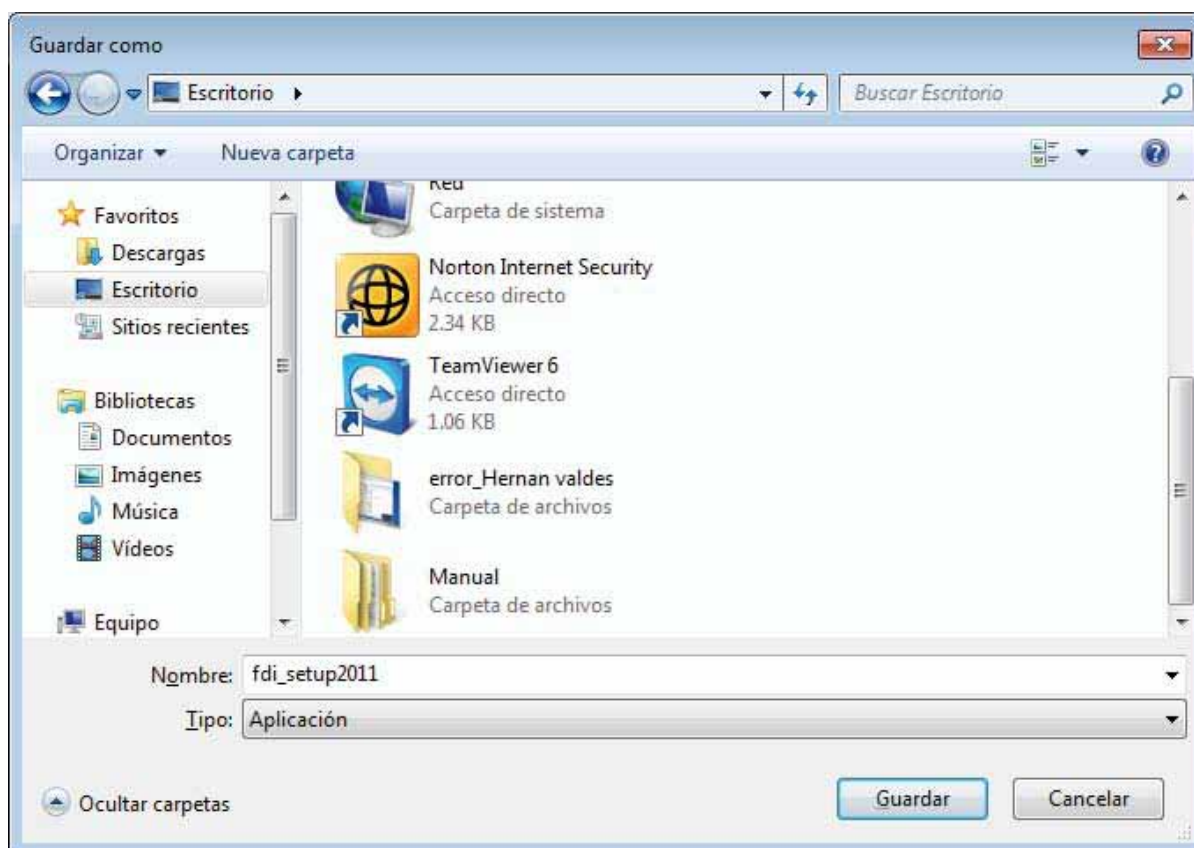 Guardar como
Escritorio
Buscar Escritorio
Organizar
Nueva carpeta
Favoritos
Descargas
Escritorio
Sitios recientes
Bibliotecas
Documentos
Imágenes
Música
Vídeos
Equipo
Red
Carpeta de sistema
Norton Internet Security
Acceso directo
2.34 KB
TeamViewer 6
Acceso directo
1.06 KB
error_Hernan valdes
Carpeta de archivos
Manual
Carpeta de archivos
Nombre: fdi_setup2011
Tipo: Aplicación
Ocultar carpetas
Guardar
Cancelar